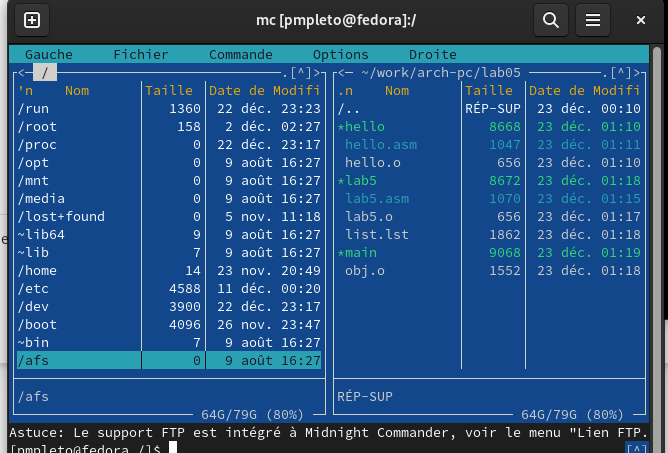 mc [pmpleto@fedora]:/
Gauche Fichier Commande Options Droite
<— / .[^]>
'n Nom Taille Date de Modifi
/run 1360 22 déc. 23:23
/root 158 2 déc. 02:27
/proc 0 22 déc. 23:17
/opt 0 9 août 16:27
/mnt 0 9 août 16:27
/media 0 9 août 16:27
/lost+found 0 5 nov. 11:18
~lib64 9 9 août 16:27
~lib 7 9 août 16:27
/home 14 23 nov. 20:49
/etc 4588 11 déc. 00:20
/dev 3900 22 déc. 23:17
/boot 4096 26 nov. 23:47
~bin 7 9 août 16:27
/afs 0 9 août 16:27
/afs
64G/79G (80%)
<— ~/work/arch-pc/lab05 .[^]>
.n Nom Taille Date de Modifi
/.. RÉP-SUP 23 déc. 00:10
*hello 8668 23 déc. 01:10
hello.asm 1047 23 déc. 01:11
hello.o 656 23 déc. 01:10
*lab5 8672 23 déc. 01:18
lab5.asm 1070 23 déc. 01:15
lab5.o 656 23 déc. 01:17
list.lst 1862 23 déc. 01:18
*main 9068 23 déc. 01:19
obj.o 1552 23 déc. 01:18
RÉP-SUP
64G/79G (80%)
Astuce: Le support FTP est intégré à Midnight Commander, voir le menu "Lien FTP.
[pmpleto@fedora /]$ [^]